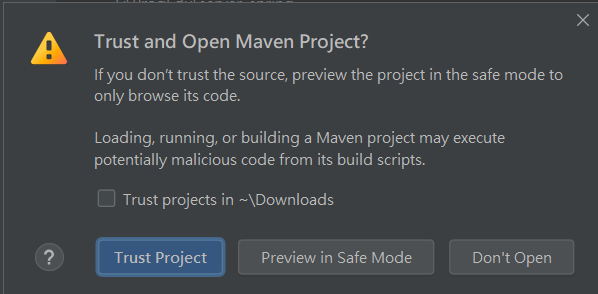 Trust and Open Maven Project?
If you don't trust the source, preview the project in the safe mode to
only browse its code.
Loading, running, or building a Maven project may execute
potentially malicious code from its build scripts.
Trust projects in ~\Downloads
?
Trust Project
Preview in Safe Mode
Don't Open